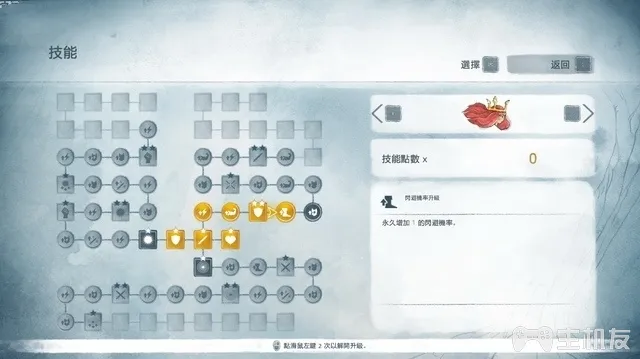 技能
選擇
返回
技能點數 x 0
閃避機率升級
永久增加 1 的閃避機率。
點滑鼠左鍵 2 次以解開升級。
主机友